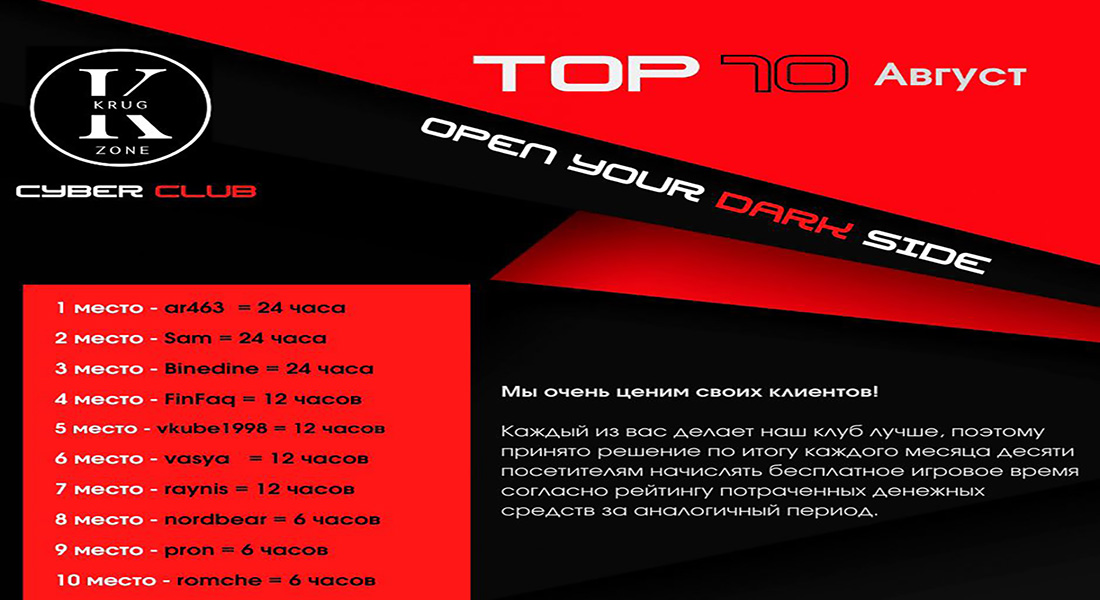 K
KRUG
ZONE
CYBER CLUB
TOP 10 Август
OPEN YOUR DARK SIDE
1 место - ar463 = 24 часа
2 место - Sam = 24 часа
3 место - Binedine = 24 часа
4 место - FinFaq = 12 часов
5 место - vkube1998 = 12 часов
6 место - vasya = 12 часов
7 место - raynis = 12 часов
8 место - nordbear = 6 часов
9 место - pron = 6 часов
10 место - romche = 6 часов
Мы очень ценим своих клиентов!
Каждый из вас делает наш клуб лучше, поэтому
принято решение по итогу каждого месяца десяти
посетителям начислять бесплатное игровое время
согласно рейтингу потраченных денежных
средств за аналогичный период.